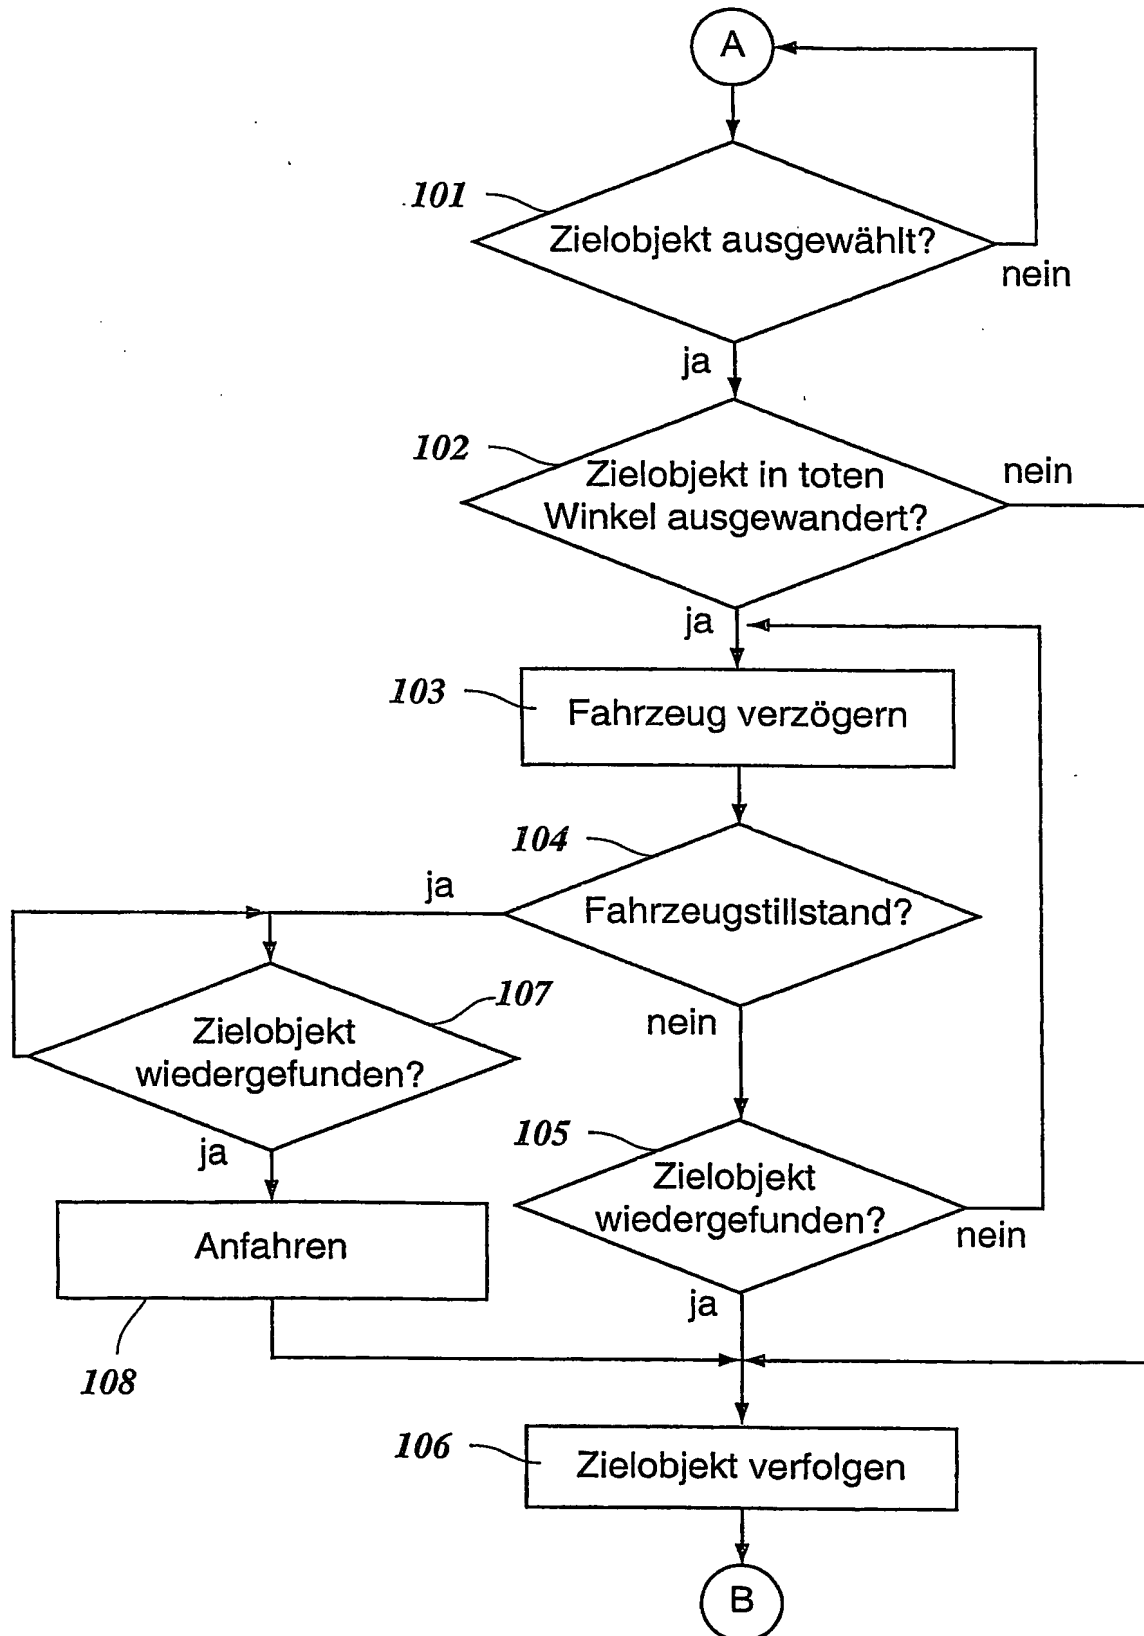 A
101
Zielobjekt ausgewählt?
nein
ja
102
Zielobjekt in toten
Winkel ausgewandert?
nein
ja
103
Fahrzeug verzögern
104
ja
Fahrzeugstillstand?
nein
107
Zielobjekt
wiedergefunden?
ja
105
Zielobjekt
wiedergefunden?
nein
ja
Anfahren
108
106
Zielobjekt verfolgen
B